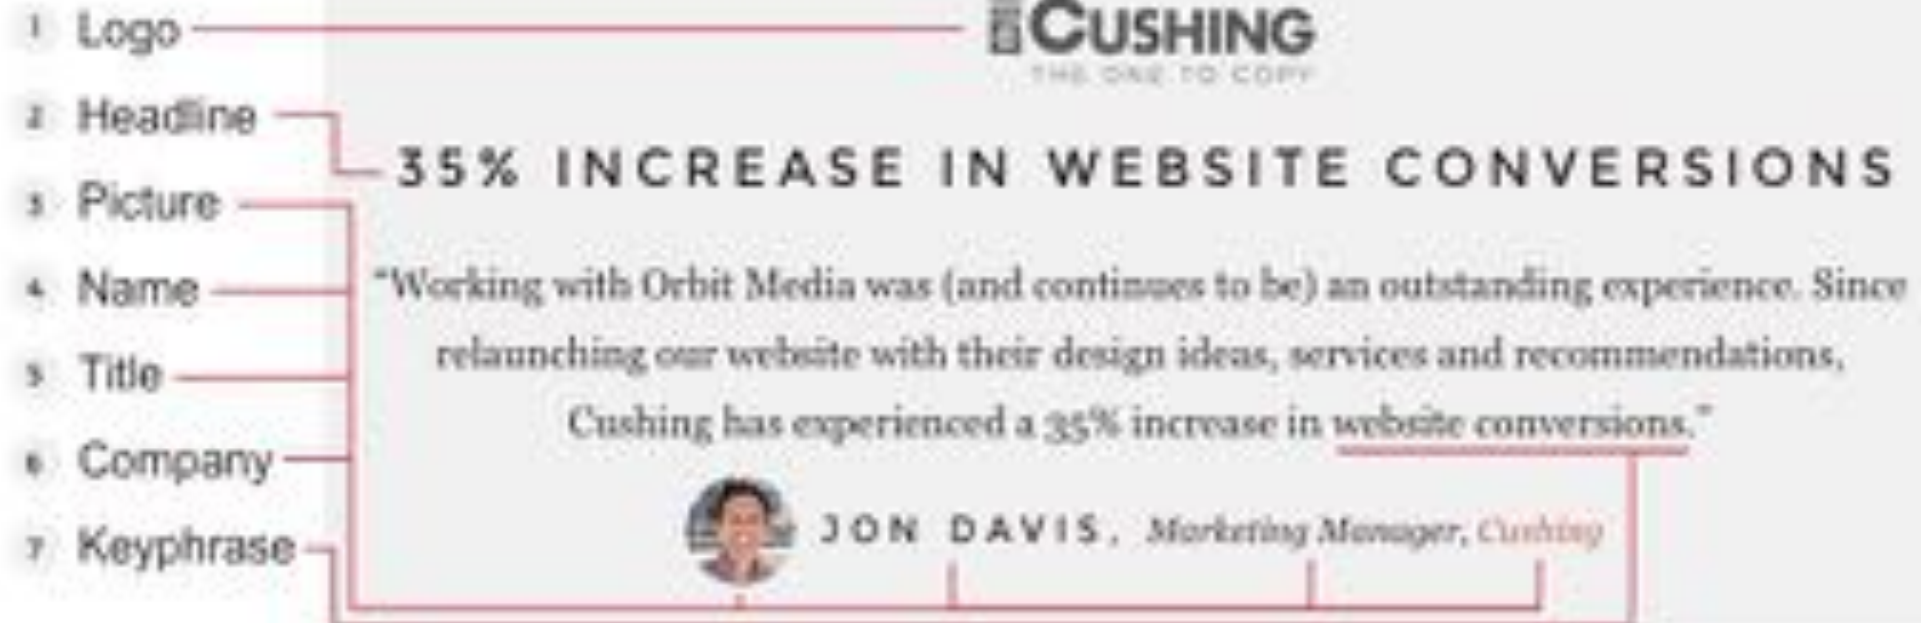 1 Logo
2 Headline
3 Picture
4 Name
5 Title
6 Company
7 Keyphrase
CUSHING
THE ONE TO COPY
35% INCREASE IN WEBSITE CONVERSIONS
“Working with Orbit Media was (and continues to be) an outstanding experience. Since
relaunching our website with their design ideas, services and recommendations,
Cushing has experienced a 35% increase in website conversions.”
JON DAVIS, Marketing Manager, Cushing